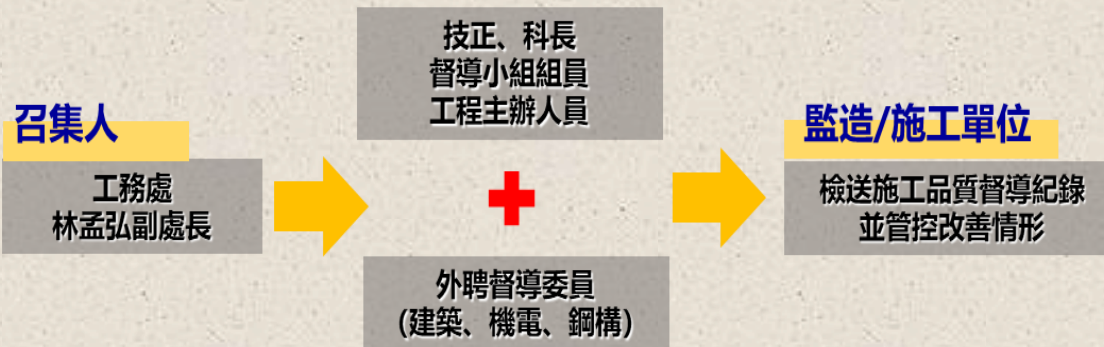 召集人
工務處
林孟弘副處長
技正、科長
督導小組組員
工程主辦人員
外聘督導委員
(建築、機電、鋼構)
監造/施工單位
檢送施工品質督導紀錄
並管控改善情形